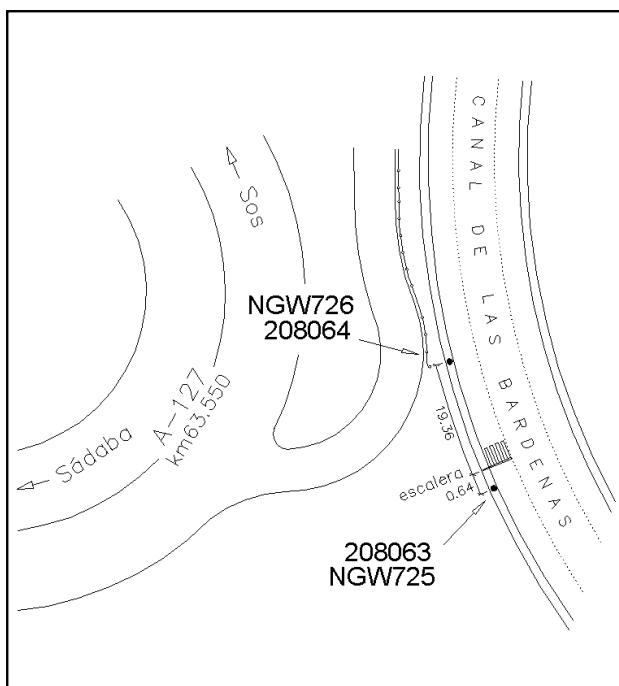 CANAL DE LAS BARDENAS
Sos
NGW726
208064
A-127
km63.550
Sádaba
19.36
escalera
0.64
208063
NGW725